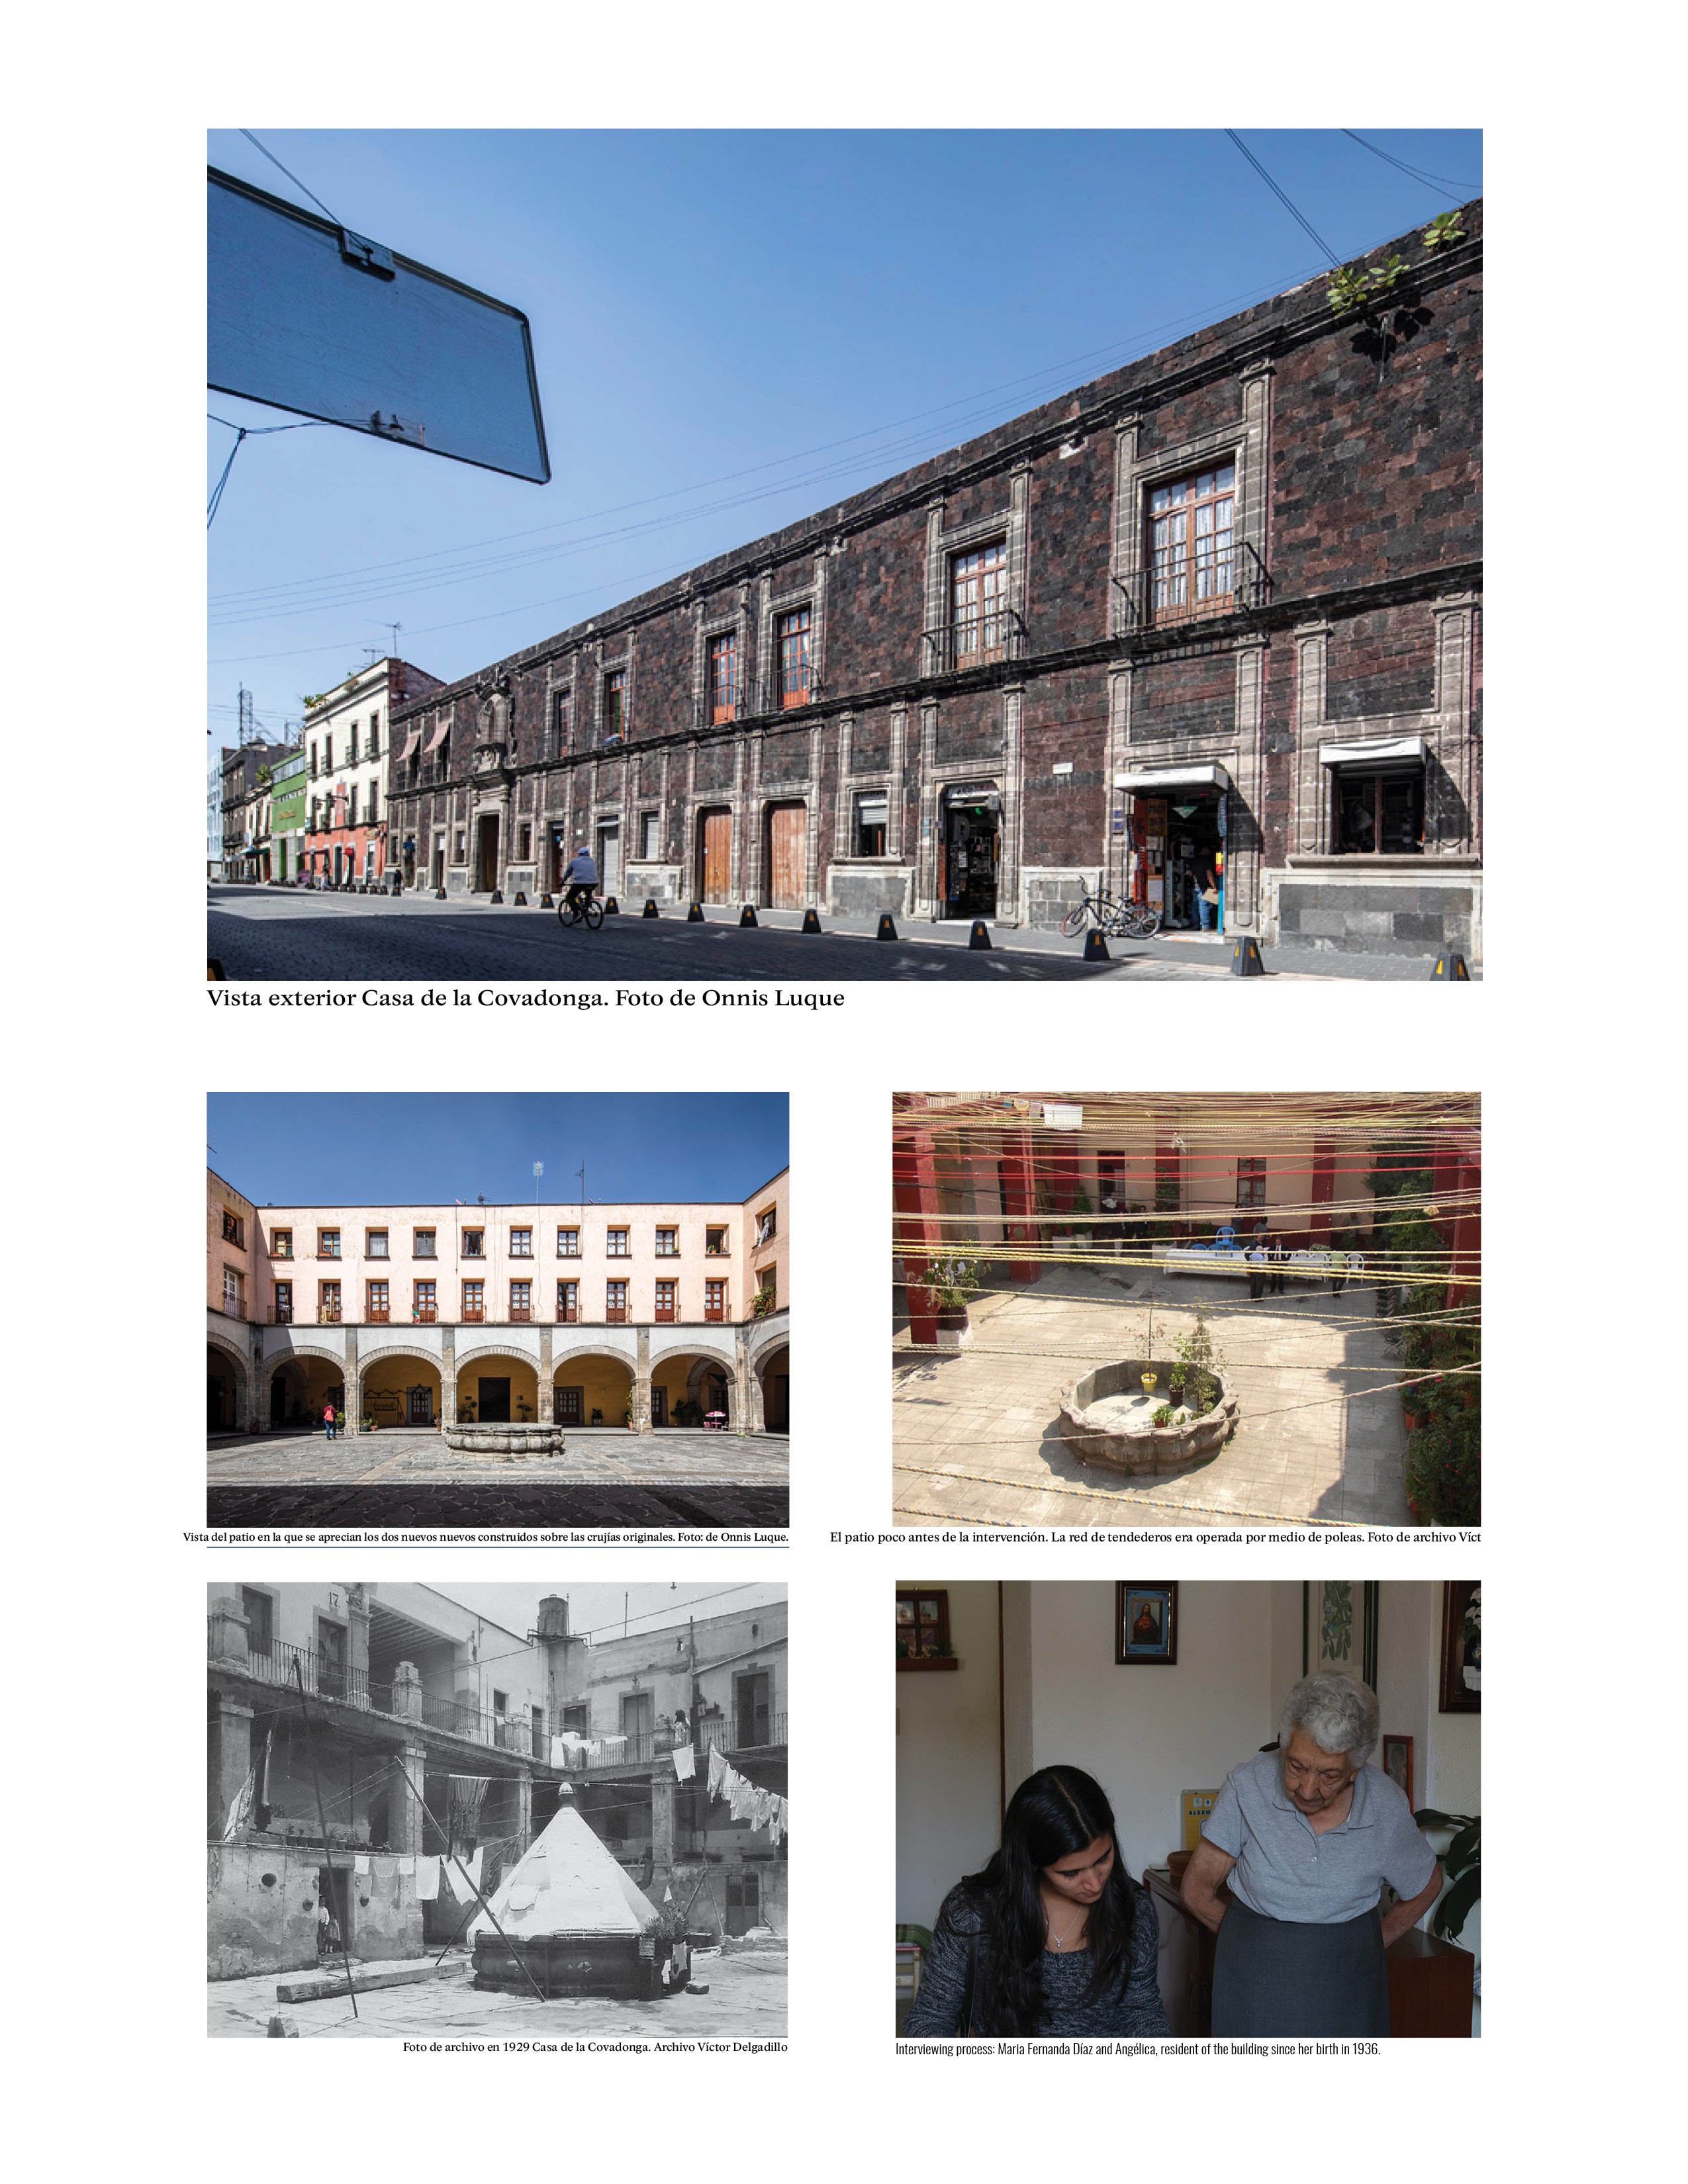 Vista exterior Casa de la Covadonga. Foto de Onnis Luque
Vista del patio en la que se aprecian los dos nuevos nuevos construidos sobre las crujías originales. Foto: de Onnis Luque.
El patio poco antes de la intervención. La red de tendederos era operada por medio de poleas. Foto de archivo Víct
17
ALARM
Foto de archivo en 1929 Casa de la Covadonga. Archivo Víctor Delgadillo
Interviewing process: Maria Fernanda Díaz and Angélica, resident of the building since her birth in 1936.